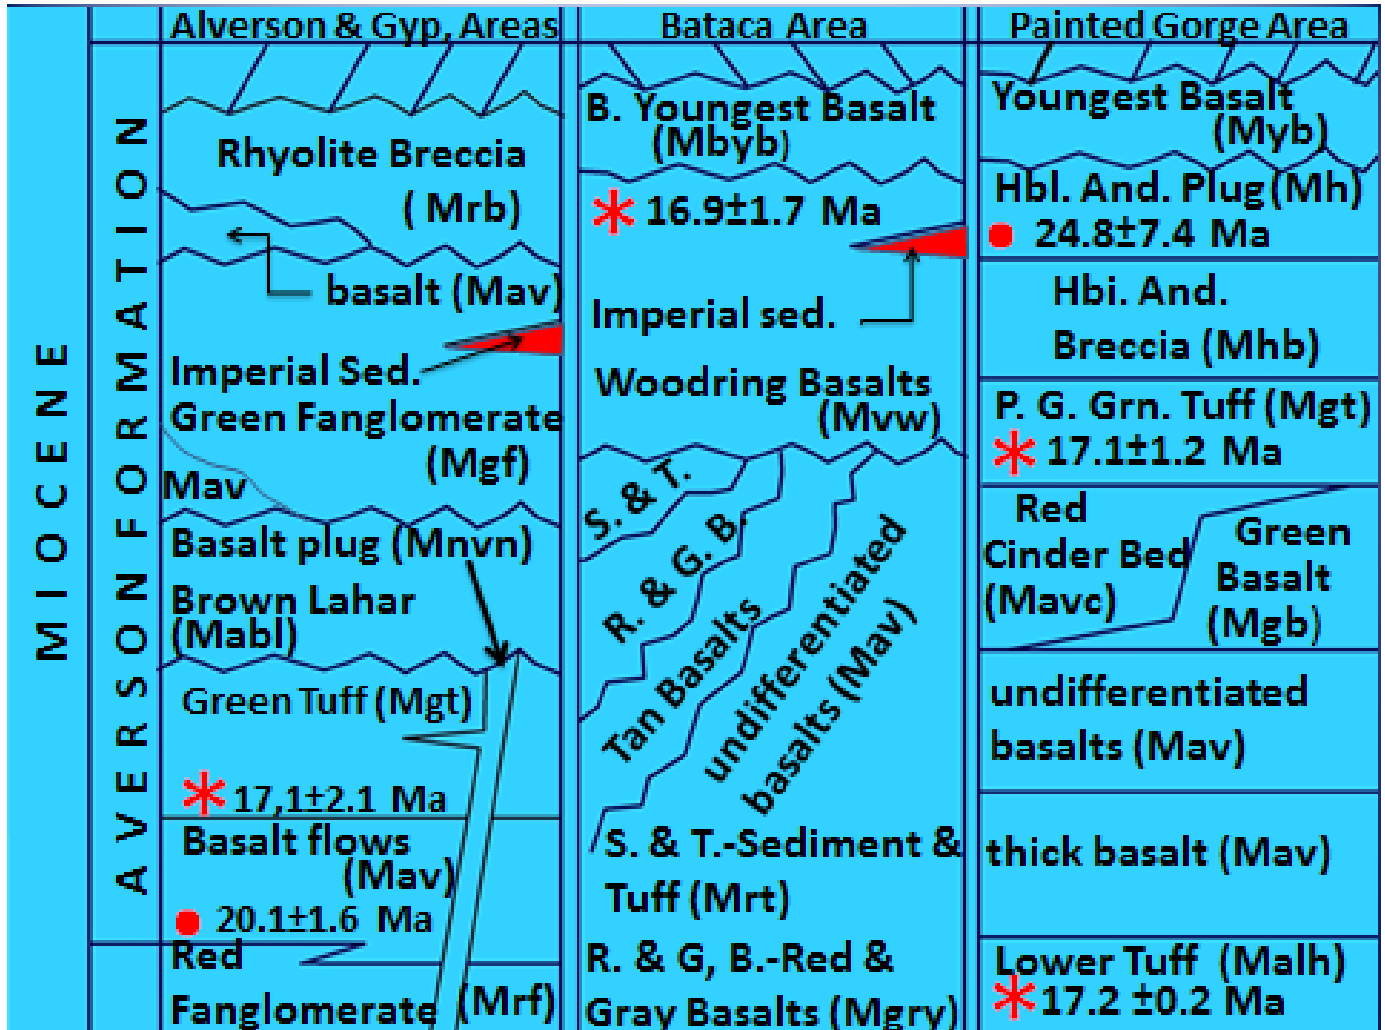 Alverson & Gyp, Areas
Bataca Area
Painted Gorge Area
MIOCENE
AVERSON FORMATION
Rhyolite Breccia
( Mrb)
basalt (Mav)
Imperial Sed.
Green Fanglomerate
(Mgf)
Mav
Basalt plug (Mnvn)
Brown Lahar
(Mabl)
Green Tuff (Mgt)
* 17,1±2.1 Ma
Basalt flows
(Mav)
20.1±1.6 Ma
Red
Fanglomerate (Mrf)
B. Youngest Basalt
(Mbyb)
* 16.9±1.7 Ma
Imperial sed.
Woodring Basalts
(Mvw)
S. & T.
R. & G. B.
Tan Basalts
undifferentiated
basalts (Mav)
S. & T.-Sediment &
Tuff (Mrt)
R. & G, B.-Red &
Gray Basalts (Mgry)
Youngest Basalt
(Myb)
Hbl. And. Plug (Mh)
24.8±7.4 Ma
Hbi. And.
Breccia (Mhb)
P. G. Grn. Tuff (Mgt)
* 17.1±1.2 Ma
Red
Cinder Bed
(Mavc)
Green
Basalt
(Mgb)
undifferentiated
basalts (Mav)
thick basalt (Mav)
Lower Tuff (Malh)
* 17.2 ±0.2 Ma